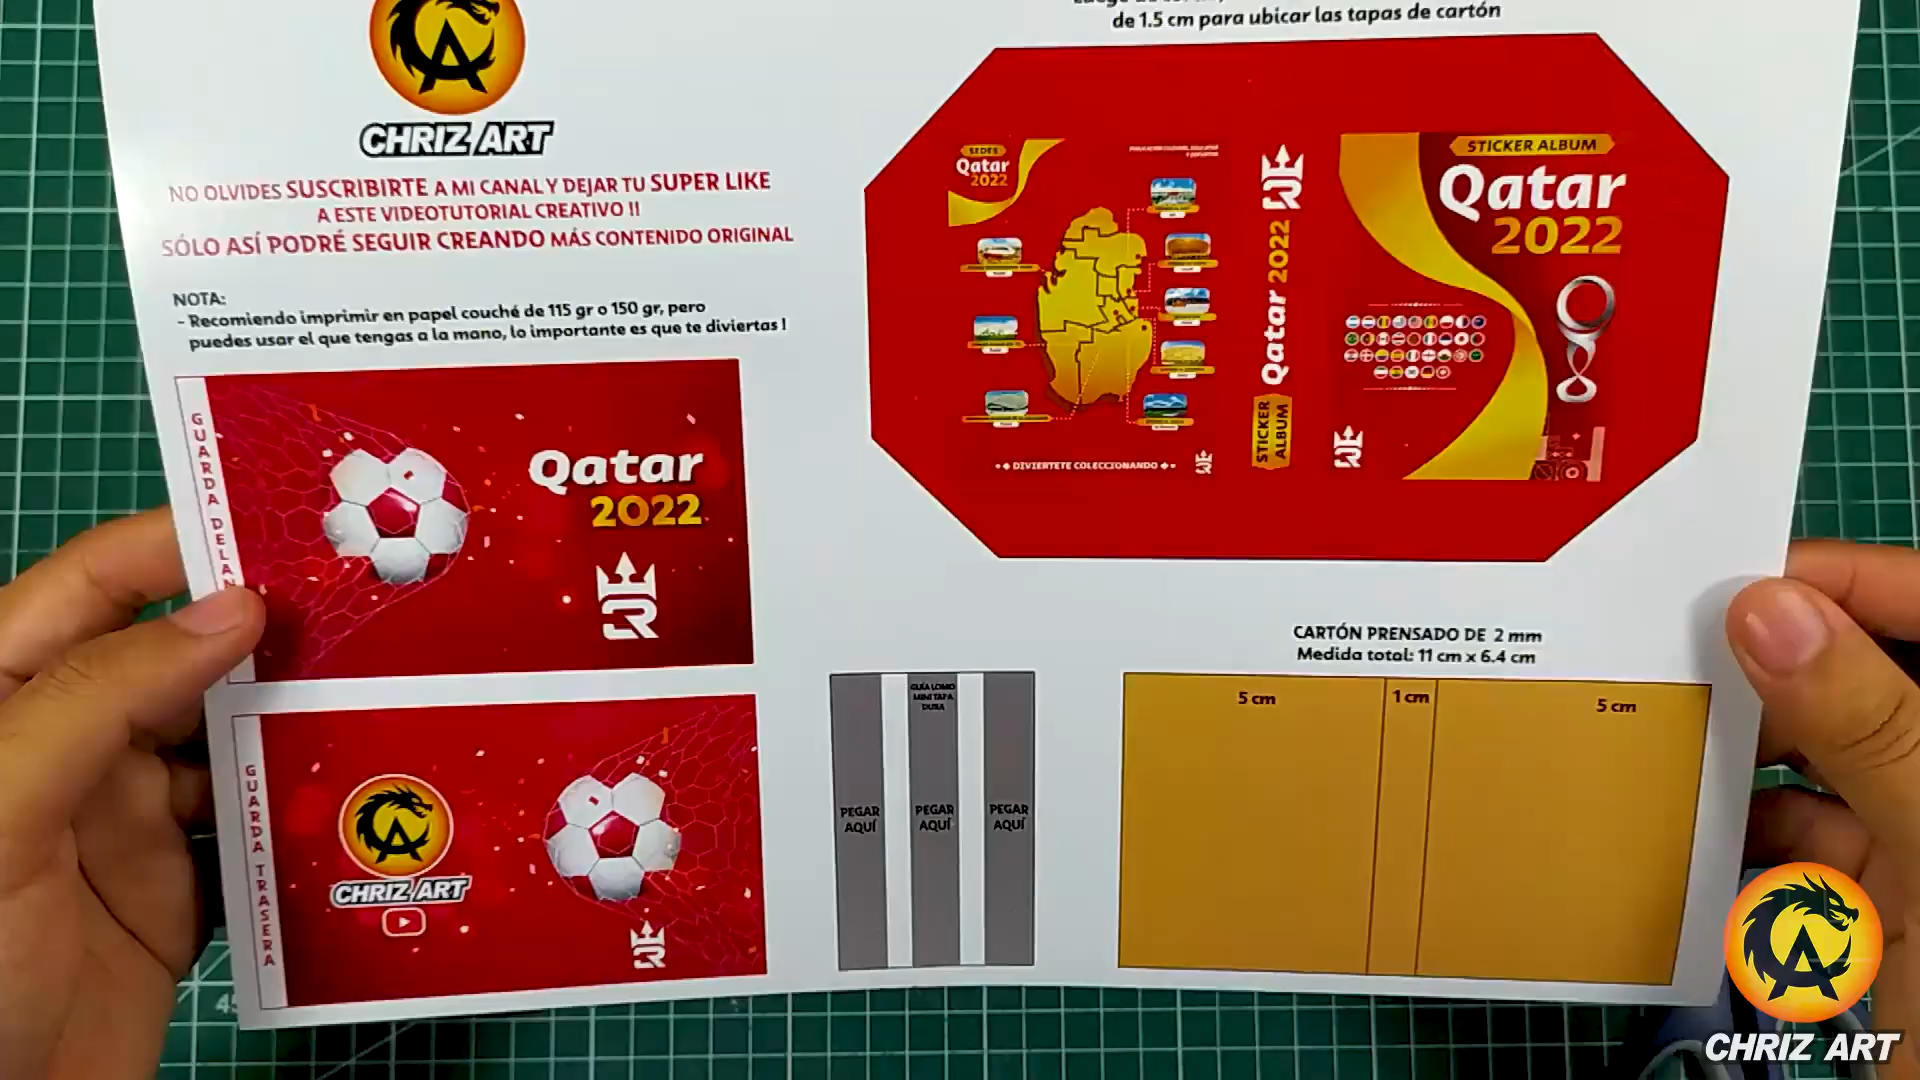 de 1.5 cm para ubicar las tapas de cartón
CHRIZ ART
NO OLVIDES SUSCRIBIRTE A MI CANAL Y DEJAR TU SUPER LIKE
A ESTE VIDEOTUTORIAL CREATIVO !!
SÓLO ASÍ PODRÉ SEGUIR CREANDO MÁS CONTENIDO ORIGINAL
NOTA:
- Recomiendo imprimir en papel couché de 115 gr o 150 gr, pero
puedes usar el que tengas a la mano, lo importante es que te diviertas !
GUARDA DELAN
Qatar
2022
GUARDA TRASERA
CHRIZ ART
SEDES
Qatar
2022
DIVIERTETE COLECCIONANDO
STICKER
ALBUM
Qatar 2022
STICKER ALBUM
Qatar
2022
GUÍA LOMO
MINI TAPA
DURA
PEGAR
AQUÍ
PEGAR
AQUÍ
PEGAR
AQUÍ
CARTÓN PRENSADO DE 2 mm
Medida total: 11 cm x 6.4 cm
5 cm
1 cm
5 cm
CHRIZ ART